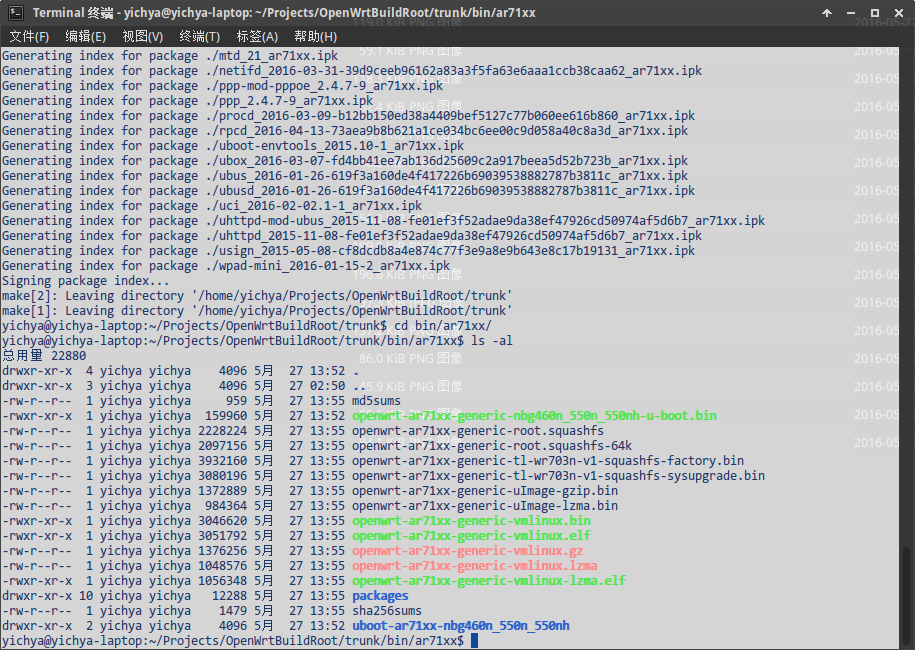 Terminal 终端 - yichya@yichya-laptop: ~/Projects/OpenWrtBuildRoot/trunk/bin/ar71xx
文件(F) 编辑(E) 视图(V) 终端(T) 标签(A) 帮助(H)
Generating index for package ./mtd_21_ar71xx.ipk
Generating index for package ./netifd_2016-03-31-39d9ceeb96162a83a3f5fa63e6aaa1ccb38caa62_ar71xx.ipk
Generating index for package ./ppp-mod-pppoe_2.4.7-9_ar71xx.ipk
Generating index for package ./ppp_2.4.7-9_ar71xx.ipk
Generating index for package ./procd_2016-03-09-b12bb150ed38a4409bef5127c77b060ee616b860_ar71xx.ipk
Generating index for package ./rpcd_2016-04-13-73aea9b8b621a1ce034bc6ee00c9d058a40c8a3d_ar71xx.ipk
Generating index for package ./uboot-envtools_2015.10-1_ar71xx.ipk
Generating index for package ./ubox_2016-03-07-fd4bb41ee7ab136d25609c2a917beea5d52b723b_ar71xx.ipk
Generating index for package ./ubus_2016-01-26-619f3a160de4f417226b69039538882787b3811c_ar71xx.ipk
Generating index for package ./ubusd_2016-01-26-619f3a160de4f417226b69039538882787b3811c_ar71xx.ipk
Generating index for package ./uci_2016-02-02.1-1_ar71xx.ipk
Generating index for package ./uhttpd-mod-ubus_2015-11-08-fe01ef3f52adae9da38ef47926cd50974af5d6b7_ar71xx.ipk
Generating index for package ./uhttpd_2015-11-08-fe01ef3f52adae9da38ef47926cd50974af5d6b7_ar71xx.ipk
Generating index for package ./usign_2015-05-08-cf8dcdb8a4e874c77f3e9a8e9b643e8c17b19131_ar71xx.ipk
Generating index for package ./wpad-mini_2016-01-15-2_ar71xx.ipk
Signing package index...
make[2]: Leaving directory '/home/yichya/Projects/OpenWrtBuildRoot/trunk'
make[1]: Leaving directory '/home/yichya/Projects/OpenWrtBuildRoot/trunk'
yichya@yichya-laptop:~/Projects/OpenWrtBuildRoot/trunk$ cd bin/ar71xx/
yichya@yichya-laptop:~/Projects/OpenWrtBuildRoot/trunk/bin/ar71xx$ ls -al
总用量 22880
drwxr-xr-x 4 yichya yichya 4096 5月 27 13:52 .
drwxr-xr-x 3 yichya yichya 4096 5月 27 02:50 ..
-rw-r--r-- 1 yichya yichya 959 5月 27 13:55 md5sums
-rwxr-xr-x 1 yichya yichya 159960 5月 27 13:52 openwrt-ar71xx-generic-nbg460n_550n_550nh-u-boot.bin
-rw-r--r-- 1 yichya yichya 2228224 5月 27 13:55 openwrt-ar71xx-generic-root.squashfs
-rw-r--r-- 1 yichya yichya 2097156 5月 27 13:55 openwrt-ar71xx-generic-root.squashfs-64k
-rw-r--r-- 1 yichya yichya 3932160 5月 27 13:55 openwrt-ar71xx-generic-tl-wr703n-v1-squashfs-factory.bin
-rw-r--r-- 1 yichya yichya 3080196 5月 27 13:55 openwrt-ar71xx-generic-tl-wr703n-v1-squashfs-sysupgrade.bin
-rw-r--r-- 1 yichya yichya 1372889 5月 27 13:55 openwrt-ar71xx-generic-uImage-gzip.bin
-rw-r--r-- 1 yichya yichya 984364 5月 27 13:55 openwrt-ar71xx-generic-uImage-lzma.bin
-rwxr-xr-x 1 yichya yichya 3046620 5月 27 13:55 openwrt-ar71xx-generic-vmlinux.bin
-rwxr-xr-x 1 yichya yichya 3051792 5月 27 13:55 openwrt-ar71xx-generic-vmlinux.elf
-rw-r--r-- 1 yichya yichya 1376256 5月 27 13:55 openwrt-ar71xx-generic-vmlinux.gz
-rw-r--r-- 1 yichya yichya 1048576 5月 27 13:55 openwrt-ar71xx-generic-vmlinux.lzma
-rwxr-xr-x 1 yichya yichya 1056348 5月 27 13:55 openwrt-ar71xx-generic-vmlinux-lzma.elf
drwxr-xr-x 10 yichya yichya 12288 5月 27 13:55 packages
-rw-r--r-- 1 yichya yichya 1479 5月 27 13:55 sha256sums
drwxr-xr-x 2 yichya yichya 4096 5月 27 13:52 uboot-ar71xx-nbg460n_550n_550nh
yichya@yichya-laptop:~/Projects/OpenWrtBuildRoot/trunk/bin/ar71xx$